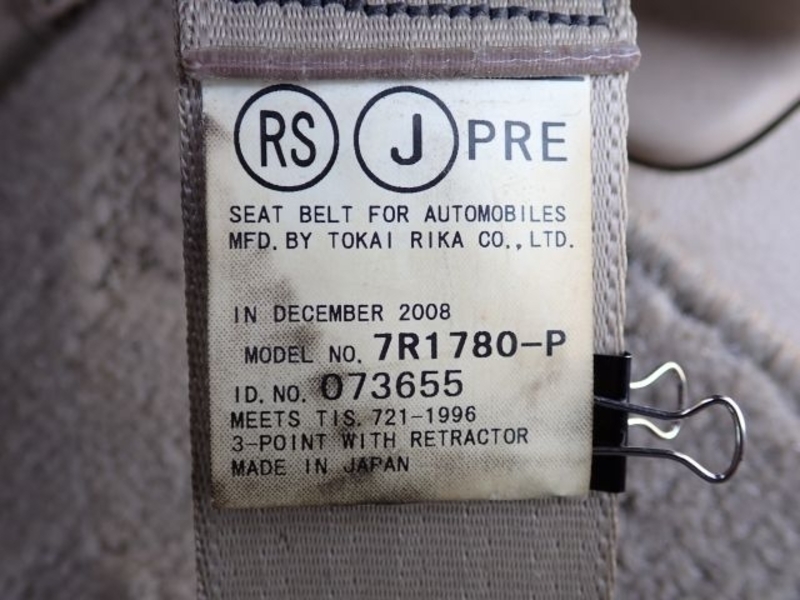 RS J PRE
SEAT BELT FOR AUTOMOBILES
MFD. BY TOKAI RIKA CO., LTD.
IN DECEMBER 2008
MODEL NO. 7R1780-P
ID. NO. 073655
MEETS TIS. 721-1996
3-POINT WITH RETRACTOR
MADE IN JAPAN